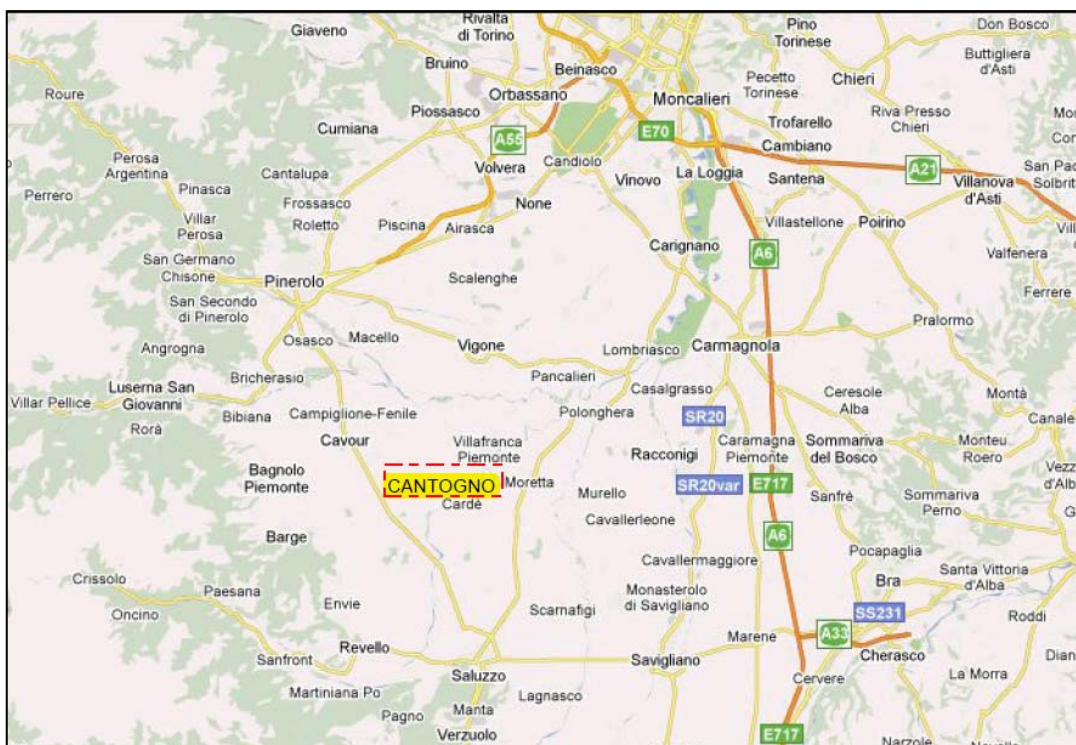 Giaveno
Rivalta
di Torino
Pino
Torinese
Don Bosco
Buttigliera
d'Asti
Bruino
Beinasco
Orbassano
Pecetto
Torinese
Chieri
Roure
Piossasco
Moncalieri
Riva Presso
Chieri
Cumiana
A55
E70
Trofarello
Cambiano
Perosa
Argentina
Volvera
Candiolo
La Loggia
A21
Perrero
Pinasca
Cantalupa
Vinovo
Santena
Villanova
d'Asti
Frossasco
None
Villar
Perosa
Roletto
Piscina
Airasca
Villastellone
Poirino
Carignano
A6
Valfenera
San Germano
Chisone
Pinerolo
Scalenghe
Ferrere
San Secondo
di Pinerolo
Pralormo
Angrogna
Osasco
Macello
Vigone
Lombriasco
Carmagnola
Bricherasio
Pancalieri
Casalgrasso
Ceresole
Alba
Montà
Villar Pellice
Luserna San
Giovanni
Bibiana
Campiglione-Fenile
Polonghera
SR20
Canale
Rorà
Cavour
Villafranca
Piemonte
Racconigi
Caramagna
Piemonte
Sommariva
del Bosco
Monteu
Roero
Bagnolo
Piemonte
CANTOGNO
Moretta
Murello
SR20var
E717
Sanfrè
Sommariva
Perno
Cardè
Cavallerleone
Barge
A6
Pocapaglia
Crissolo
Paesana
Cavallermaggiore
Bra
Santa Vittoria
d'Alba
Oncino
Envie
Scarnafigi
Monasterolo
di Savigliano
SS231
Roddi
Sanfront
Revello
Marene
A33
Savigliano
Cherasco
Saluzzo
Cervere
La Morra
Martiniana Po
Lagnasco
Pagno
Manta
Verzuolo
E717
Narzole